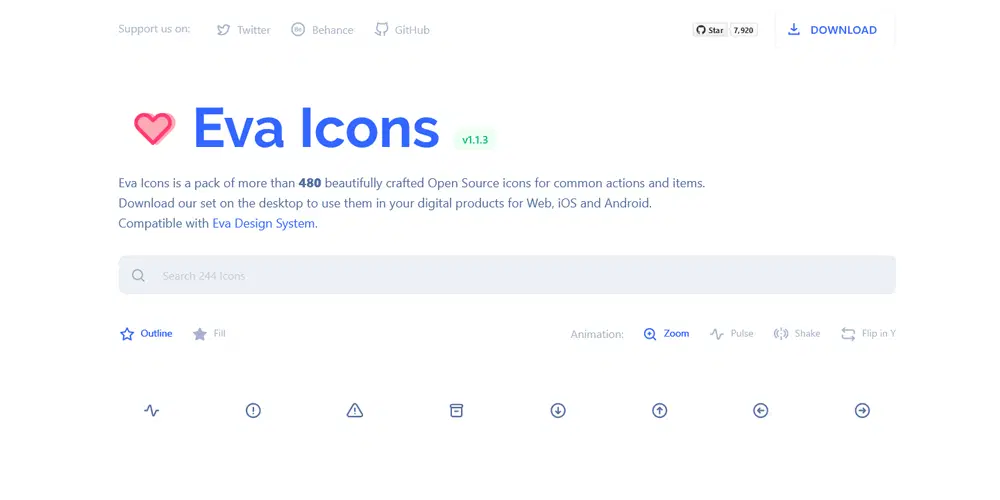 Support us on: Twitter Behance GitHub Star 7,920 DOWNLOAD
Eva Icons v1.1.3
Eva Icons is a pack of more than 480 beautifully crafted Open Source icons for common actions and items.
Download our set on the desktop to use them in your digital products for Web, iOS and Android.
Compatible with Eva Design System.
Search 244 Icons
Outline Fill Animation: Zoom Pulse Shake Flip in Y